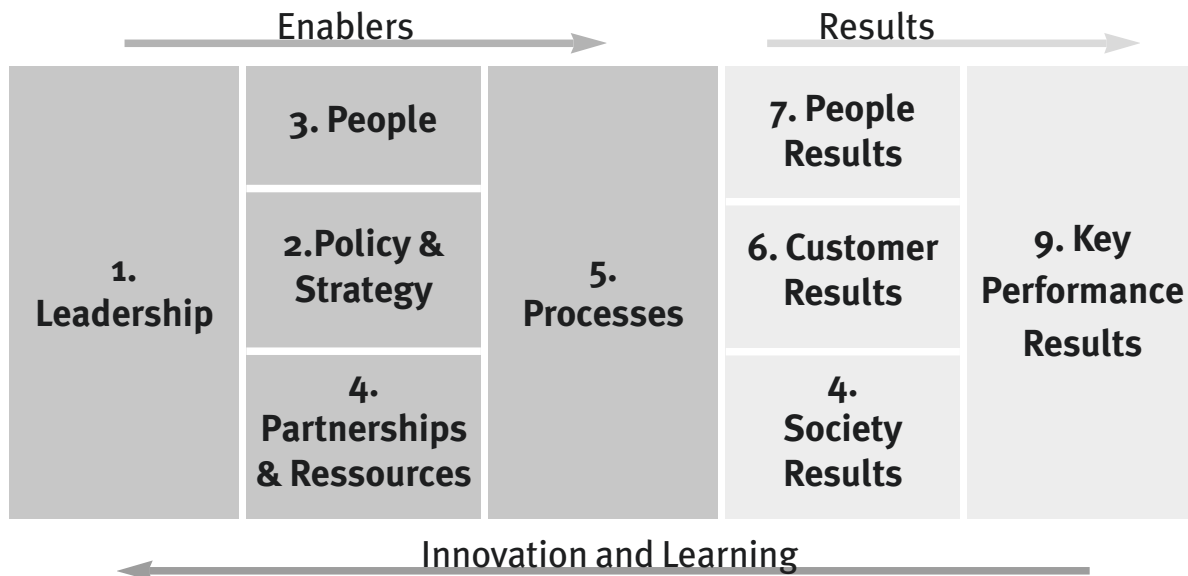 Enablers
Results
1.
Leadership
3. People
2.Policy &
Strategy
4.
Partnerships
& Ressources
5.
Processes
7. People
Results
6. Customer
Results
4.
Society
Results
9. Key
Performance
Results
Innovation and Learning